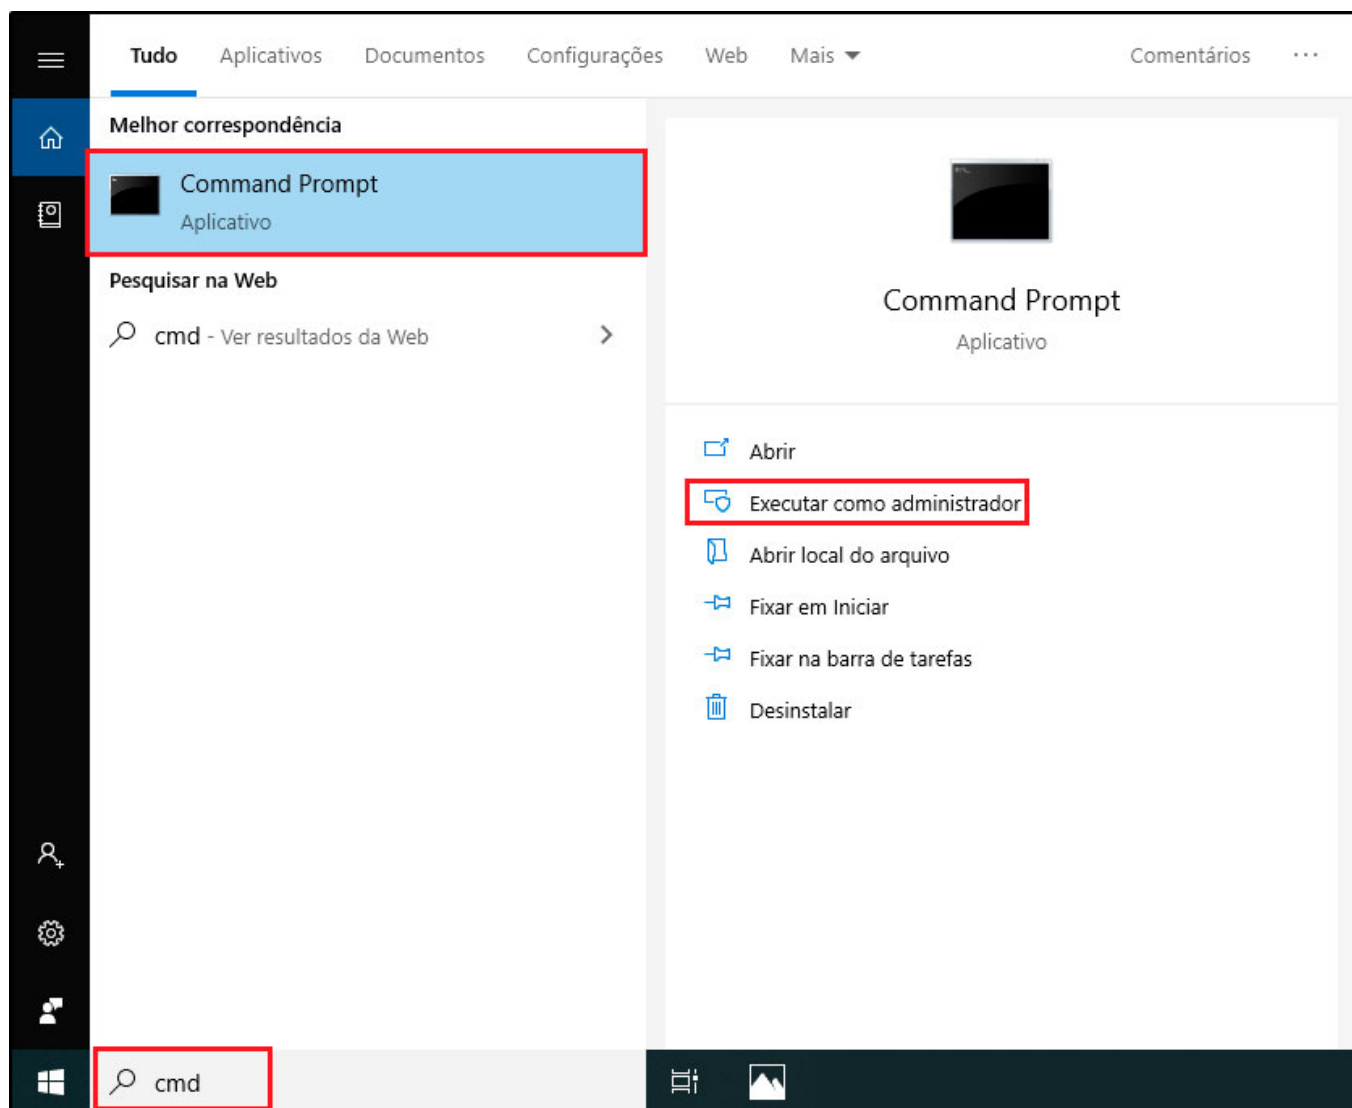 Tudo Aplicativos Documentos Configurações Web Mais Comentários ...
Melhor correspondência
Command Prompt
Aplicativo
Pesquisar na Web
cmd - Ver resultados da Web
Command Prompt
Aplicativo
Abrir
Executar como administrador
Abrir local do arquivo
Fixar em Iniciar
Fixar na barra de tarefas
Desinstalar
cmd